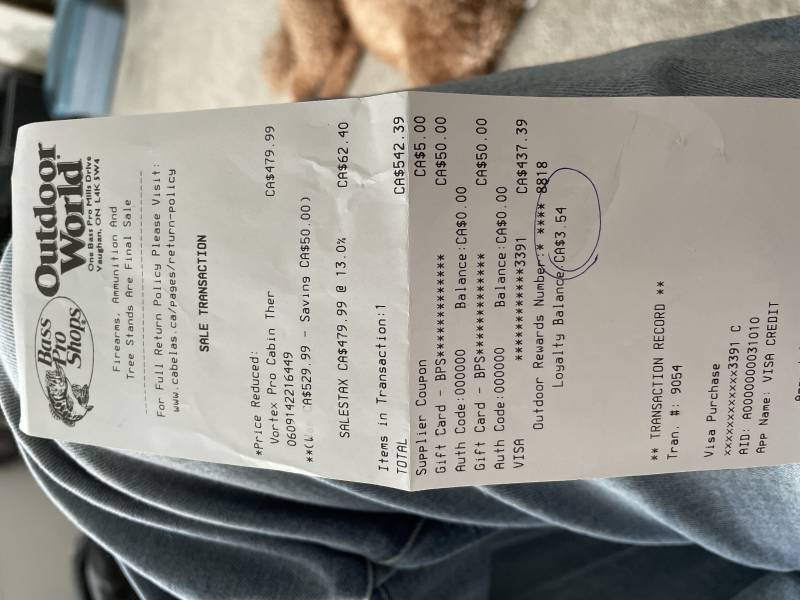 Bass
Pro
Shops
Outdoor
World
One Bass Pro Mills Drive
Vaughan, ON L4K 5W4
Firearms, Ammunition And
Tree Stands Are Final Sale
For Full Return Policy Please Visit:
www.cabelas.ca/pages/return-policy
SALE TRANSACTION
*Price Reduced:
Vortex Pro Cabin Ther CA$479.99
0609142216449
**( CA$529.99 - Saving CA$50.00)
SALESTAX CA$479.99 @ 13.0% CA$62.40
Items in Transaction:1
TOTAL CA$542.39
Supplier Coupon CA$5.00
Gift Card - BPS************** CA$50.00
Auth Code:000000 Balance:CA$0.00
Gift Card - BPS************** CA$50.00
Auth Code:000000 Balance:CA$0.00
VISA ************3391 CA$437.39
Outdoor Rewards Number:* **** 8818
Loyalty Balance:CA$3.54
** TRANSACTION RECORD **
Tran. #: 9054
Visa Purchase
xxxxxxxxxxxx3391 C
AID: A0000000031010
App Name: VISA CREDIT